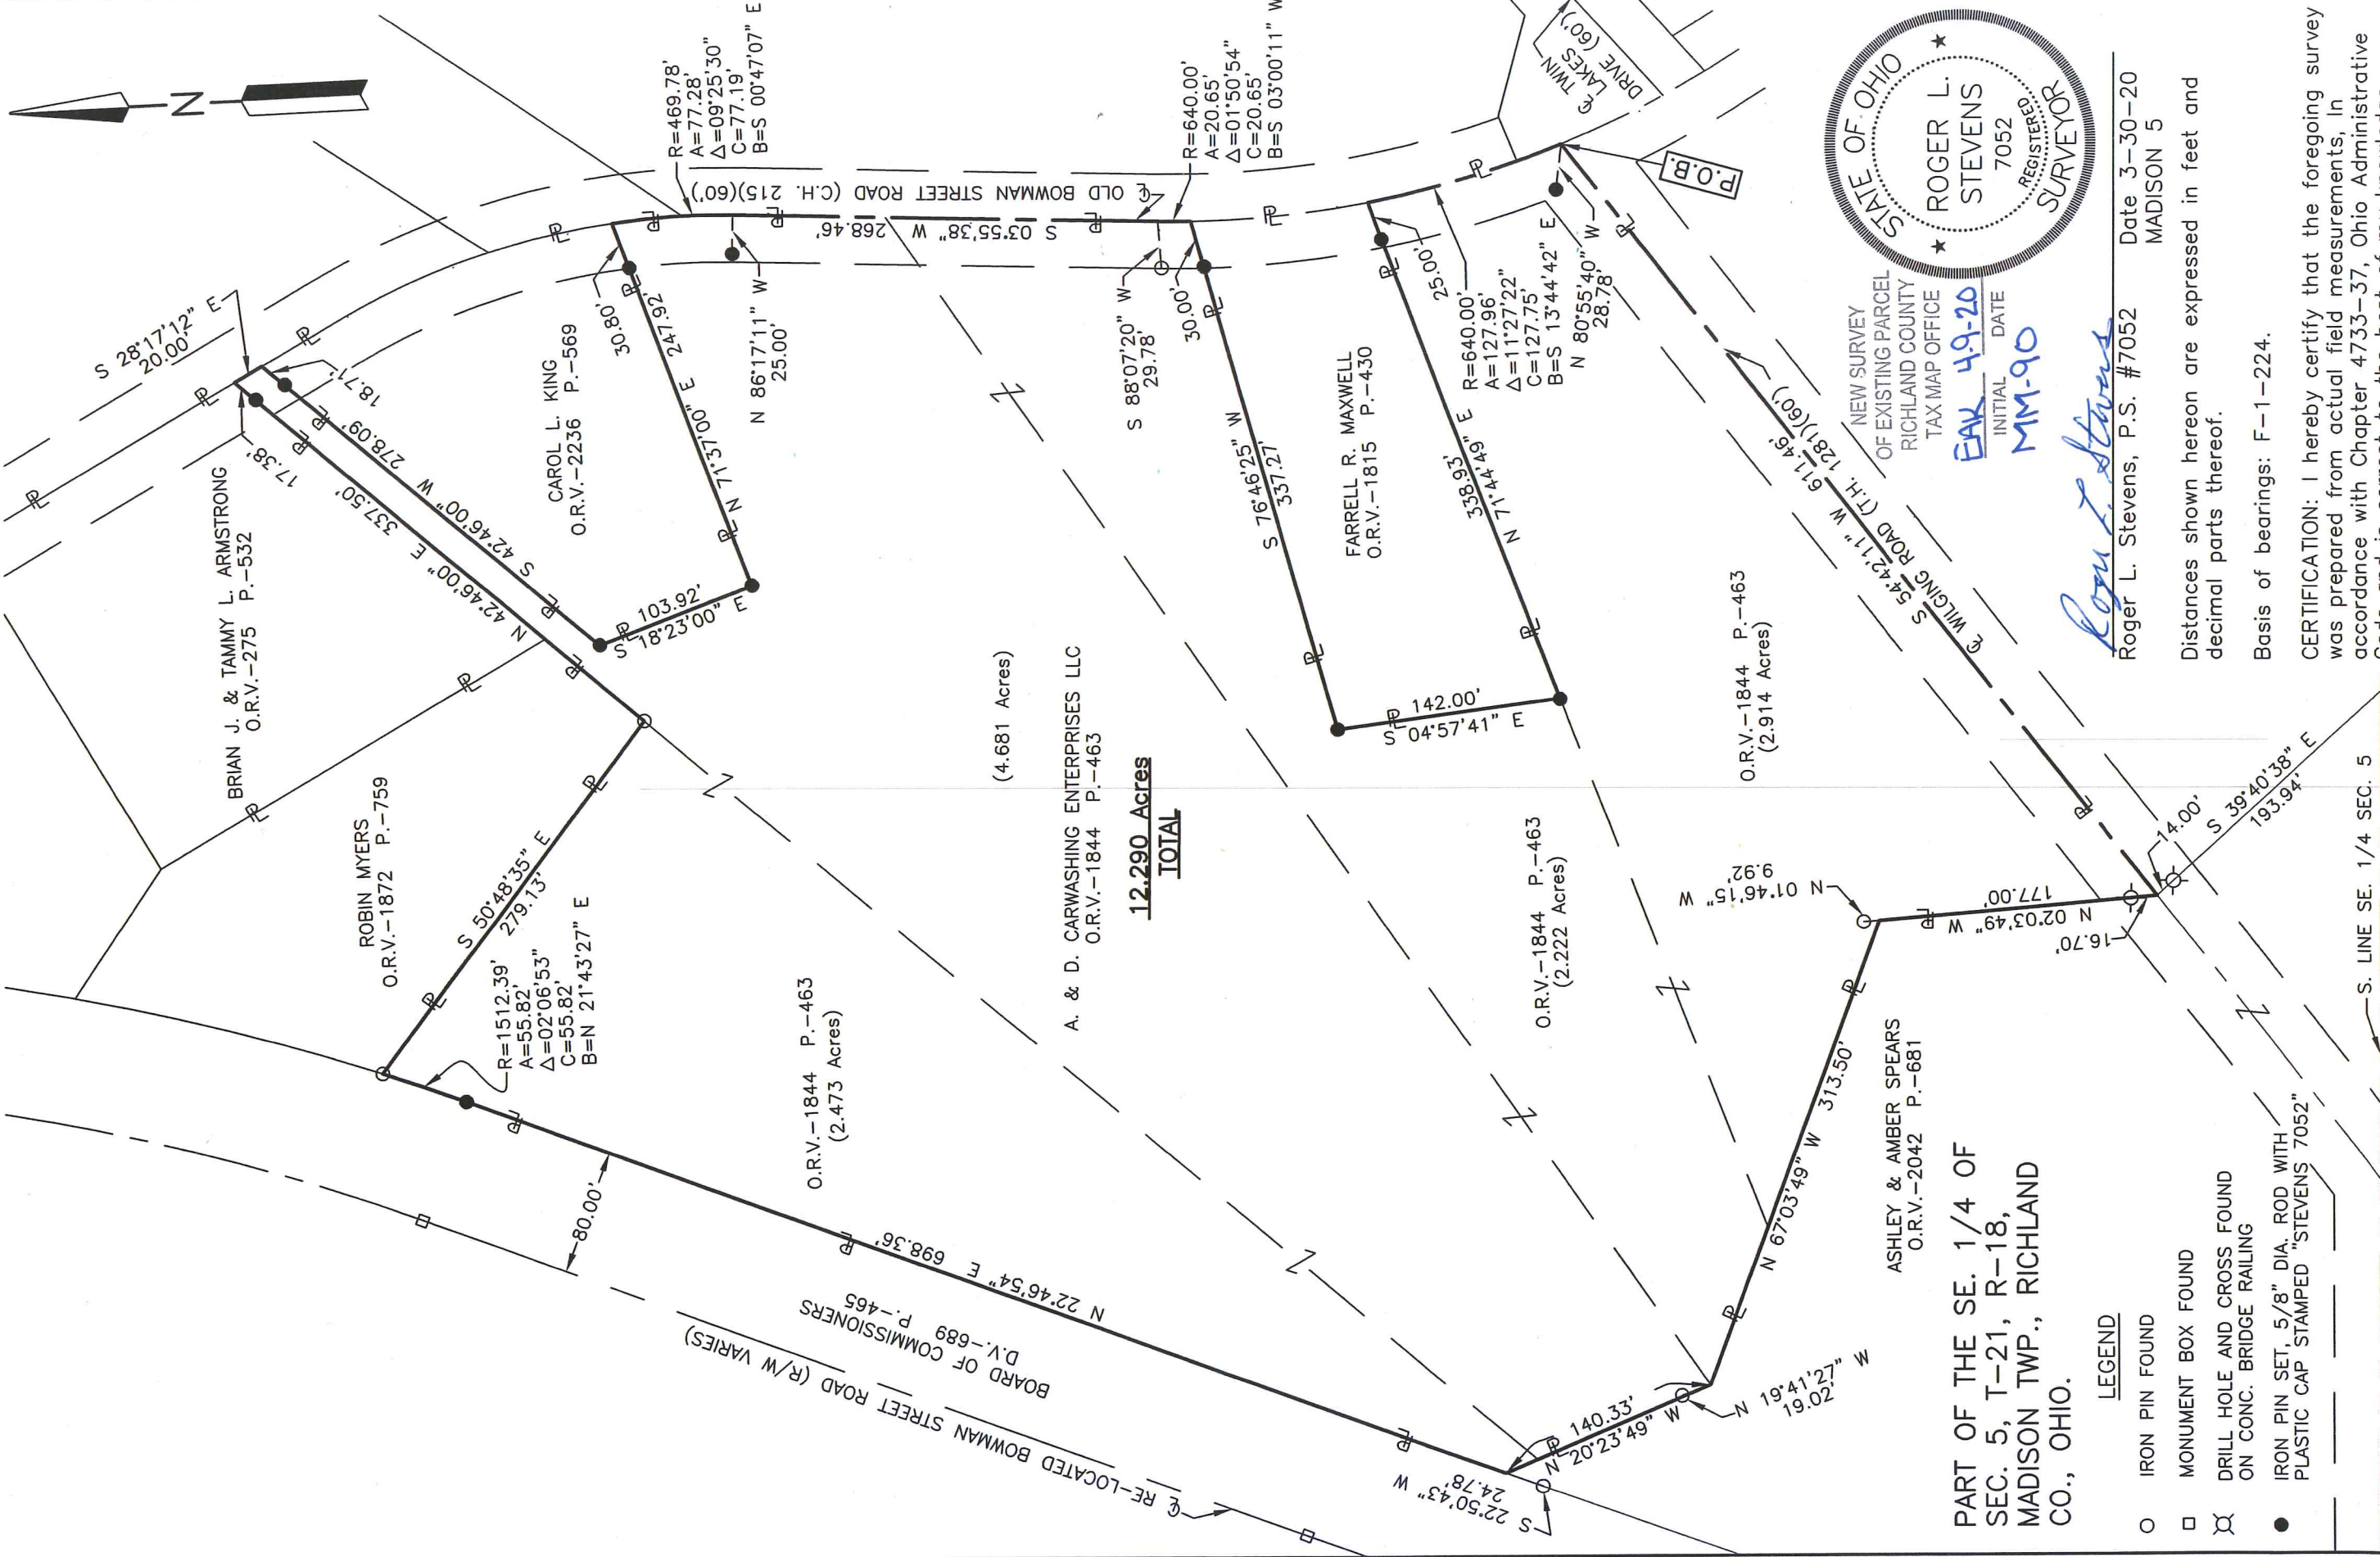 N
S 28°17'12" E
20.00'
BRIAN J. & TAMMY L. ARMSTRONG
O.R.V.-275 P.-532
17.38'
18.71'
337.50'
N 42°46'00" E
278.09'
S 42°46'00" W
CAROL L. KING
O.R.V.-2236 P.-569
30.80'
247.92'
N 71°37'00" E
103.92'
S 18°23'00" E
R=469.78'
A=77.28'
Δ=09°25'30"
C=77.19'
B=S 00°47'07" E
℄ OLD BOWMAN STREET ROAD (C.H. 215)(60')
S 03°55'38" W 268.46'
N 86°17'11" W
25.00'
S 88°07'20" W
29.78'
R=640.00'
A=20.65'
Δ=01°50'54"
C=20.65'
B=S 03°00'11" W
30.00'
S 76°46'25" W
337.27'
FARRELL R. MAXWELL
O.R.V.-1815 P.-430
142.00'
S 04°57'41" E
338.93'
N 71°44'49" E
25.00'
R=640.00'
A=127.96'
Δ=11°27'22"
C=127.75'
B=S 13°44'42" E
N 80°55'40" W
28.78'
℄ TWIN
LAKES
DRIVE (60')
P.O.B.
ROBIN MYERS
O.R.V.-1872 P.-759
S 50°48'35" E
279.13'
R=1512.39'
A=55.82'
Δ=02°06'53"
C=55.82'
B=N 21°43'27" E
(4.681 Acres)
A. & D. CARWASHING ENTERPRISES LLC
O.R.V.-1844 P.-463
12.290 Acres
TOTAL
O.R.V.-1844 P.-463
(2.473 Acres)
O.R.V.-1844 P.-463
(2.222 Acres)
O.R.V.-1844 P.-463
(2.914 Acres)
80.00'
N 22°46'54" E 698.36'
BOARD OF COMMISSIONERS
D.V.-689 P.-465
℄ RE-LOCATED BOWMAN STREET ROAD (R/W VARIES)
S 22°50'43" W
24.78'
140.33'
N 20°23'49" W
N 19°41'27" W
19.02'
N 67°03'49" W 313.50'
ASHLEY & AMBER SPEARS
O.R.V.-2042 P.-681
N 01°46'15" W
9.92'
177.00'
N 02°03'49" W
16.70'
14.00'
S 39°40'38" E
193.94'
S 54°42'11" W 611.46'
℄ WILGING ROAD (T.H. 1281)(60')
S. LINE SE. 1/4 SEC. 5
PART OF THE SE. 1/4 OF
SEC. 5, T-21, R-18,
MADISON TWP., RICHLAND
CO., OHIO.
LEGEND
IRON PIN FOUND
MONUMENT BOX FOUND
DRILL HOLE AND CROSS FOUND
ON CONC. BRIDGE RAILING
IRON PIN SET, 5/8" DIA. ROD WITH
PLASTIC CAP STAMPED "STEVENS 7052"
NEW SURVEY
OF EXISTING PARCEL
RICHLAND COUNTY
TAX MAP OFFICE
EAK 4-9-20
INITIAL DATE
MM-90
STATE OF OHIO
ROGER L.
STEVENS
7052
REGISTERED
SURVEYOR
Roger L. Stevens
Roger L. Stevens, P.S. #7052 Date 3-30-20
MADISON 5
Distances shown hereon are expressed in feet and
decimal parts thereof.
Basis of bearings: F-1-224.
CERTIFICATION: I hereby certify that the foregoing survey
was prepared from actual field measurements, In
accordance with Chapter 4733-37, Ohio Administrative